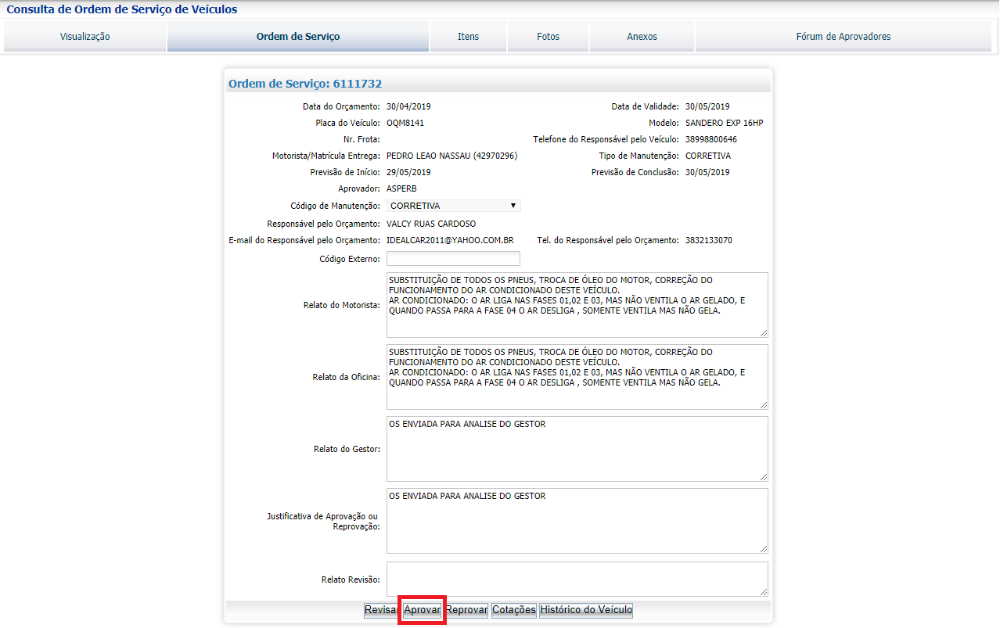 Consulta de Ordem de Serviço de Veículos
Visualização Ordem de Serviço Itens Fotos Anexos Fórum de Aprovadores
Ordem de Serviço: 6111732
Data do Orçamento: 30/04/2019 Data de Validade: 30/05/2019
Placa do Veículo: OQM8141 Modelo: SANDERO EXP 16HP
Nr. Frota: Telefone do Responsável pelo Veículo: 38998800646
Motorista/Matrícula Entrega: PEDRO LEAO NASSAU (42970296) Tipo de Manutenção: CORRETIVA
Previsão de Início: 29/05/2019 Previsão de Conclusão: 30/05/2019
Aprovador: ASPERB
Código de Manutenção: CORRETIVA
Responsável pelo Orçamento: VALCY RUAS CARDOSO
E-mail do Responsável pelo Orçamento: IDEALCAR2011@YAHOO.COM.BR Tel. do Responsável pelo Orçamento: 3832133070
Código Externo:
Relato do Motorista:
SUBSTITUIÇÃO DE TODOS OS PNEUS, TROCA DE ÓLEO DO MOTOR, CORREÇÃO DO
FUNCIONAMENTO DO AR CONDICIONADO DESTE VEÍCULO.
AR CONDICIONADO: O AR LIGA NAS FASES 01,02 E 03, MAS NÃO VENTILA O AR GELADO, E
QUANDO PASSA PARA A FASE 04 O AR DESLIGA , SOMENTE VENTILA MAS NÃO GELA.
Relato da Oficina:
SUBSTITUIÇÃO DE TODOS OS PNEUS, TROCA DE ÓLEO DO MOTOR, CORREÇÃO DO
FUNCIONAMENTO DO AR CONDICIONADO DESTE VEÍCULO.
AR CONDICIONADO: O AR LIGA NAS FASES 01,02 E 03, MAS NÃO VENTILA O AR GELADO, E
QUANDO PASSA PARA A FASE 04 O AR DESLIGA , SOMENTE VENTILA MAS NÃO GELA.
Relato do Gestor:
OS ENVIADA PARA ANALISE DO GESTOR
Justificativa de Aprovação ou
Reprovação:
OS ENVIADA PARA ANALISE DO GESTOR
Relato Revisão:
Revisar Aprovar Reprovar Cotações Histórico do Veículo